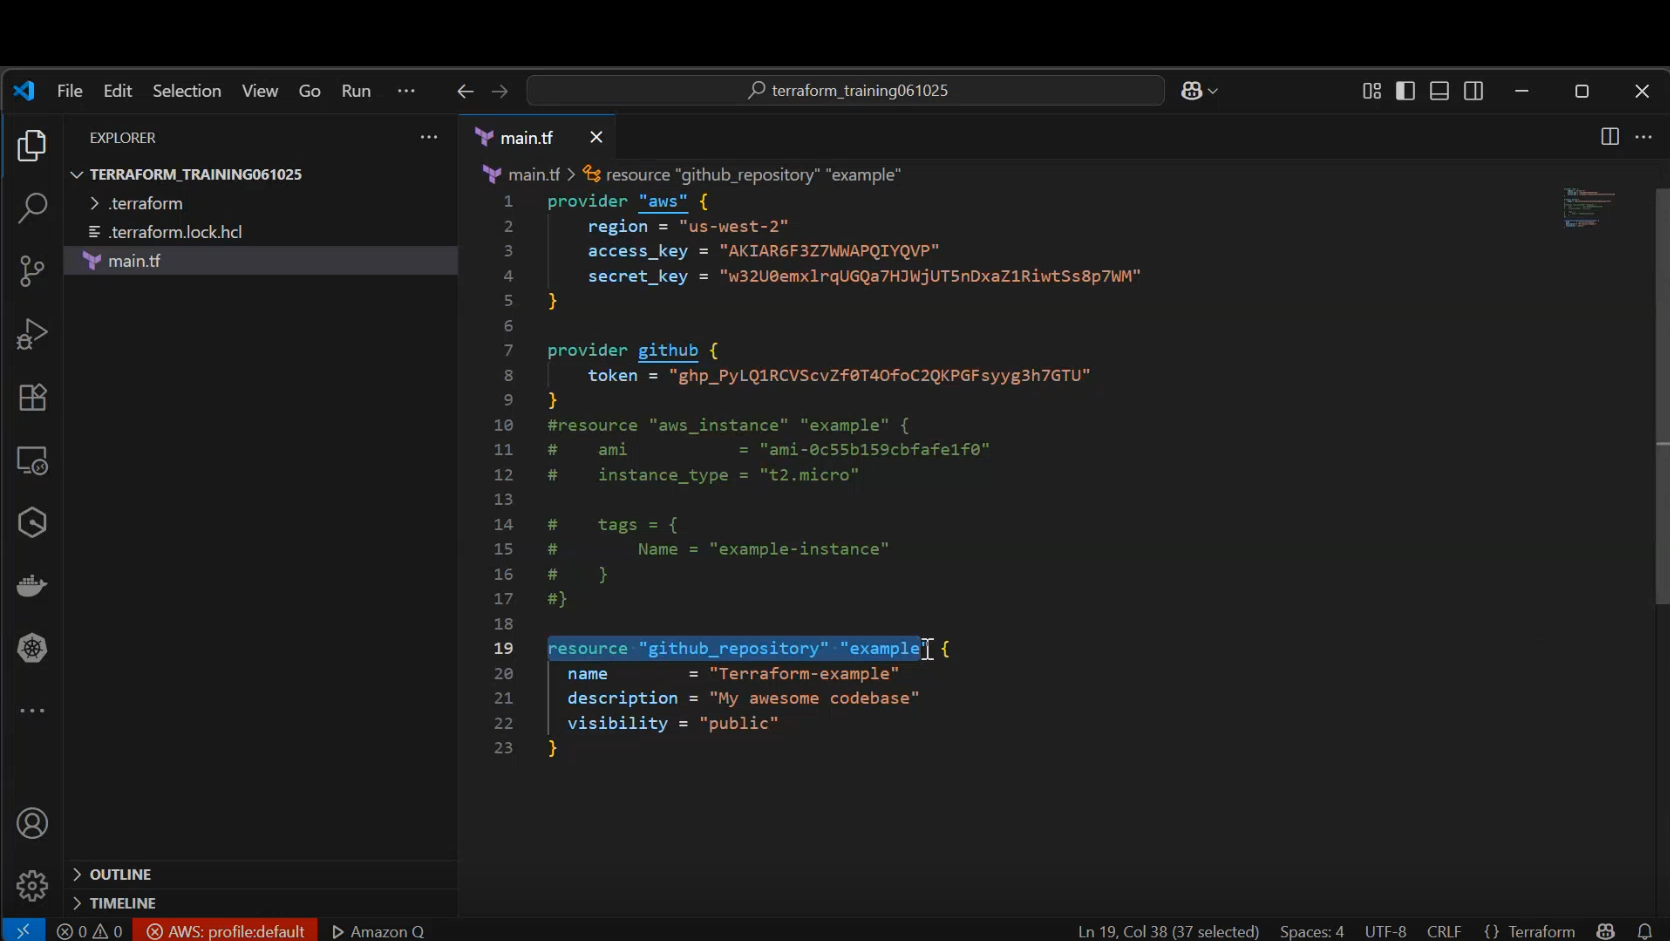 File Edit Selection View Go Run ··· terraform_training061025
EXPLORER ···
TERRAFORM_TRAINING061025
.terraform
.terraform.lock.hcl
main.tf
OUTLINE
TIMELINE
main.tf
main.tf > resource "github_repository" "example"
1 provider "aws" {
2 region = "us-west-2"
3 access_key = "AKIAR6F3Z7WWAPQIYQVP"
4 secret_key = "w32U0emxlrqUGQa7HJWjUT5nDxaZ1RiwtSs8p7WM"
5 }
6
7 provider github {
8 token = "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"
9 }
10 #resource "aws_instance" "example" {
11 # ami = "ami-0c55b159cbfafe1f0"
12 # instance_type = "t2.micro"
13
14 # tags = {
15 # Name = "example-instance"
16 # }
17 #}
18
19 resource "github_repository" "example" {
20 name = "Terraform-example"
21 description = "My awesome codebase"
22 visibility = "public"
23 }
0 0 AWS: profile:default Amazon Q Ln 19, Col 38 (37 selected) Spaces: 4 UTF-8 CRLF {} Terraform